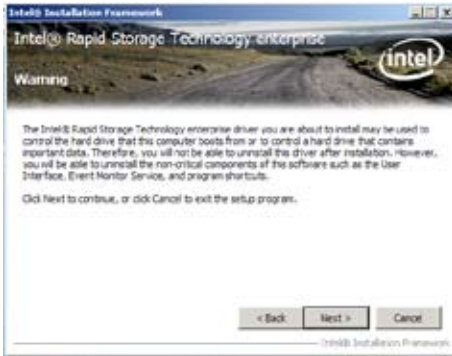 Intel® Installation Framework
Intel® Rapid Storage Technology enterprise
(intel)
Warning
The Intel® Rapid Storage Technology enterprise driver you are about to install may be used to
control the hard drive that this computer boots from or to control a hard drive that contains
important data. Therefore, you will not be able to uninstall this driver after installation. However,
you will be able to uninstall the non-critical components of this software such as the User
Interface, Event Monitor Service, and program shortcuts.
Click Next to continue, or click Cancel to exit the setup program.
< Back
Next >
Cancel
Intel® Installation Framework